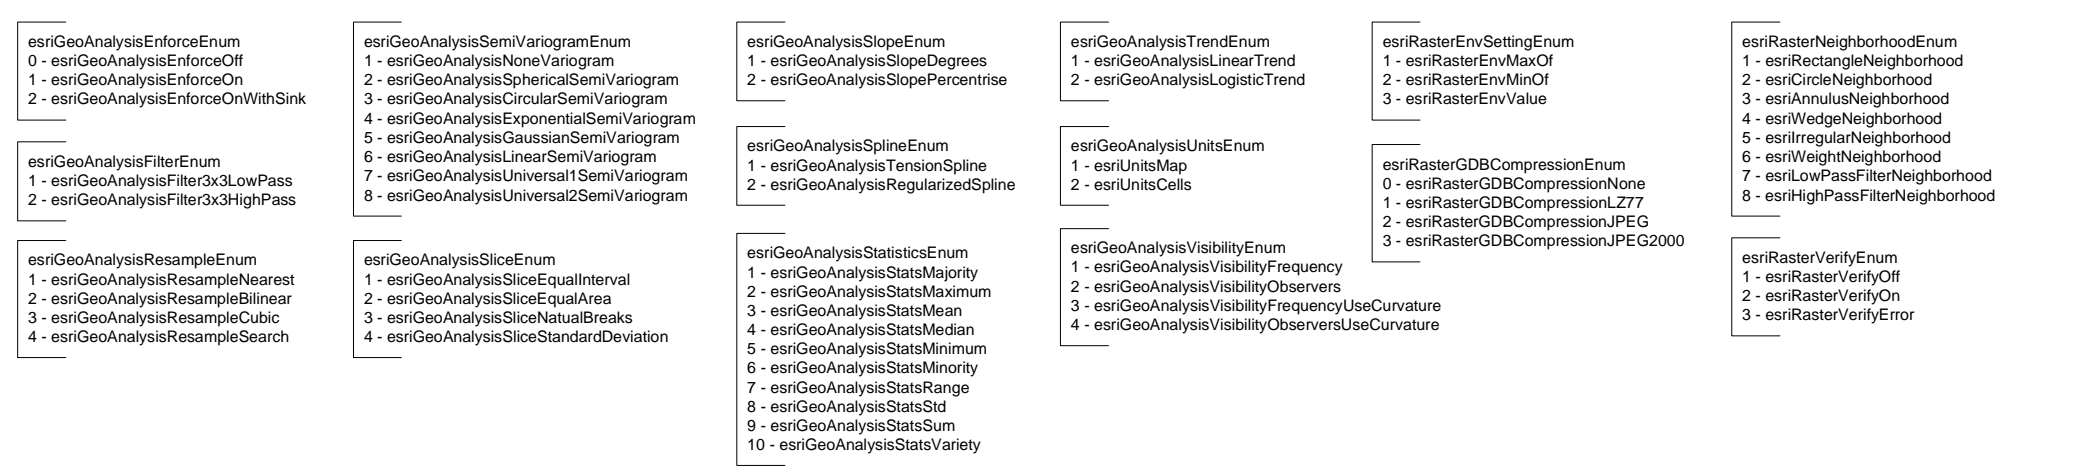 esriGeoAnalysisEnforceEnum
0 - esriGeoAnalysisEnforceOff
1 - esriGeoAnalysisEnforceOn
2 - esriGeoAnalysisEnforceOnWithSink
esriGeoAnalysisFilterEnum
1 - esriGeoAnalysisFilter3x3LowPass
2 - esriGeoAnalysisFilter3x3HighPass
esriGeoAnalysisResampleEnum
1 - esriGeoAnalysisResampleNearest
2 - esriGeoAnalysisResampleBilinear
3 - esriGeoAnalysisResampleCubic
4 - esriGeoAnalysisResampleSearch
esriGeoAnalysisSemiVariogramEnum
1 - esriGeoAnalysisNoneVariogram
2 - esriGeoAnalysisSphericalSemiVariogram
3 - esriGeoAnalysisCircularSemiVariogram
4 - esriGeoAnalysisExponentialSemiVariogram
5 - esriGeoAnalysisGaussianSemiVariogram
6 - esriGeoAnalysisLinearSemiVariogram
7 - esriGeoAnalysisUniversal1SemiVariogram
8 - esriGeoAnalysisUniversal2SemiVariogram
esriGeoAnalysisSliceEnum
1 - esriGeoAnalysisSliceEqualInterval
2 - esriGeoAnalysisSliceEqualArea
3 - esriGeoAnalysisSliceNatualBreaks
4 - esriGeoAnalysisSliceStandardDeviation
esriGeoAnalysisSlopeEnum
1 - esriGeoAnalysisSlopeDegrees
2 - esriGeoAnalysisSlopePercentrise
esriGeoAnalysisSplineEnum
1 - esriGeoAnalysisTensionSpline
2 - esriGeoAnalysisRegularizedSpline
esriGeoAnalysisStatisticsEnum
1 - esriGeoAnalysisStatsMajority
2 - esriGeoAnalysisStatsMaximum
3 - esriGeoAnalysisStatsMean
4 - esriGeoAnalysisStatsMedian
5 - esriGeoAnalysisStatsMinimum
6 - esriGeoAnalysisStatsMinority
7 - esriGeoAnalysisStatsRange
8 - esriGeoAnalysisStatsStd
9 - esriGeoAnalysisStatsSum
10 - esriGeoAnalysisStatsVariety
esriGeoAnalysisTrendEnum
1 - esriGeoAnalysisLinearTrend
2 - esriGeoAnalysisLogisticTrend
esriGeoAnalysisUnitsEnum
1 - esriUnitsMap
2 - esriUnitsCells
esriGeoAnalysisVisibilityEnum
1 - esriGeoAnalysisVisibilityFrequency
2 - esriGeoAnalysisVisibilityObservers
3 - esriGeoAnalysisVisibilityFrequencyUseCurvature
4 - esriGeoAnalysisVisibilityObserversUseCurvature
esriRasterEnvSettingEnum
1 - esriRasterEnvMaxOf
2 - esriRasterEnvMinOf
3 - esriRasterEnvValue
esriRasterGDBCompressionEnum
0 - esriRasterGDBCompressionNone
1 - esriRasterGDBCompressionLZ77
2 - esriRasterGDBCompressionJPEG
3 - esriRasterGDBCompressionJPEG2000
esriRasterNeighborhoodEnum
1 - esriRectangleNeighborhood
2 - esriCircleNeighborhood
3 - esriAnnulusNeighborhood
4 - esriWedgeNeighborhood
5 - esriIrregularNeighborhood
6 - esriWeightNeighborhood
7 - esriLowPassFilterNeighborhood
8 - esriHighPassFilterNeighborhood
esriRasterVerifyEnum
1 - esriRasterVerifyOff
2 - esriRasterVerifyOn
3 - esriRasterVerifyError